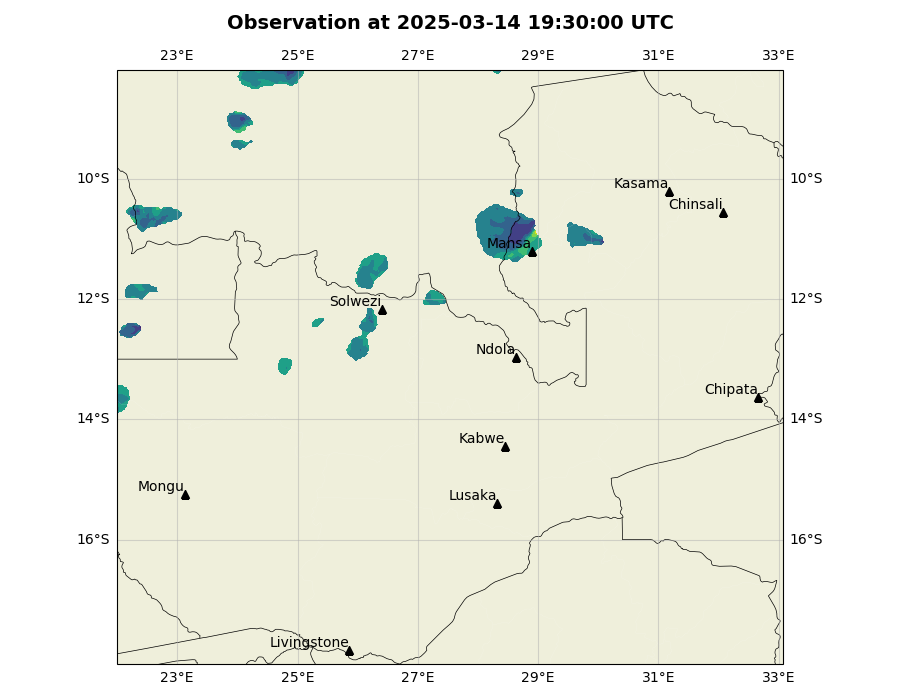 Observation at 2025-03-14 19:30:00 UTC
23°E 25°E 27°E 29°E 31°E 33°E
10°S 10°S
Kasama
Chinsali
Mansa
12°S 12°S
Solwezi
Ndola
Chipata
14°S 14°S
Kabwe
Mongu
Lusaka
16°S 16°S
Livingstone
23°E 25°E 27°E 29°E 31°E 33°E